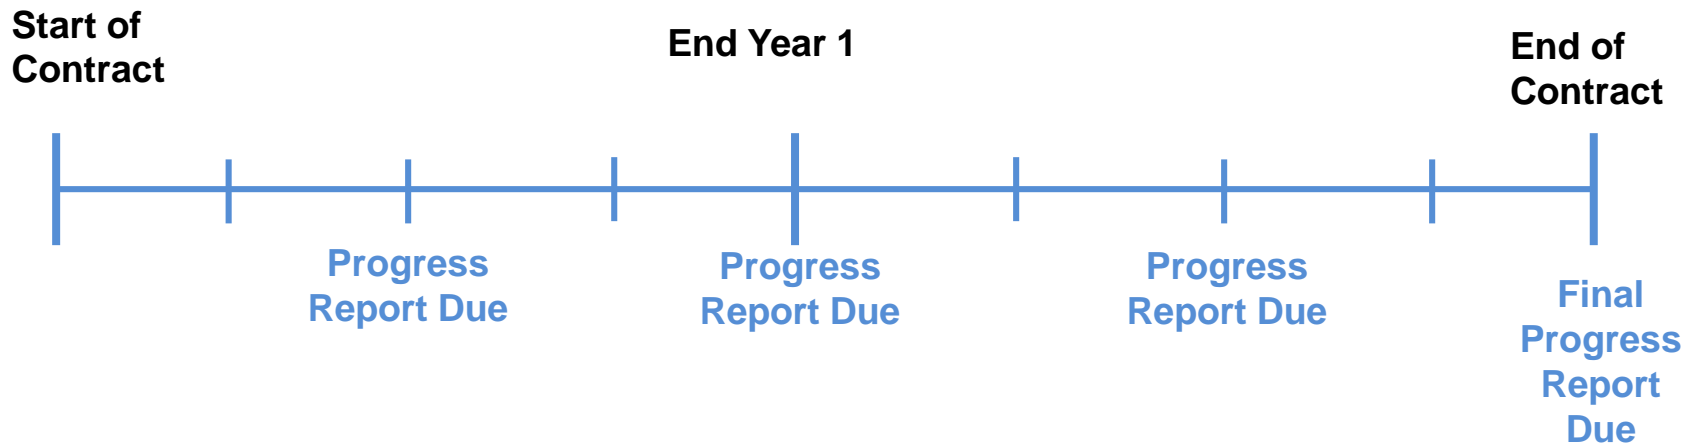 Start of
Contract
End Year 1
End of
Contract
Progress
Report Due
Progress
Report Due
Progress
Report Due
Final
Progress
Report
Due